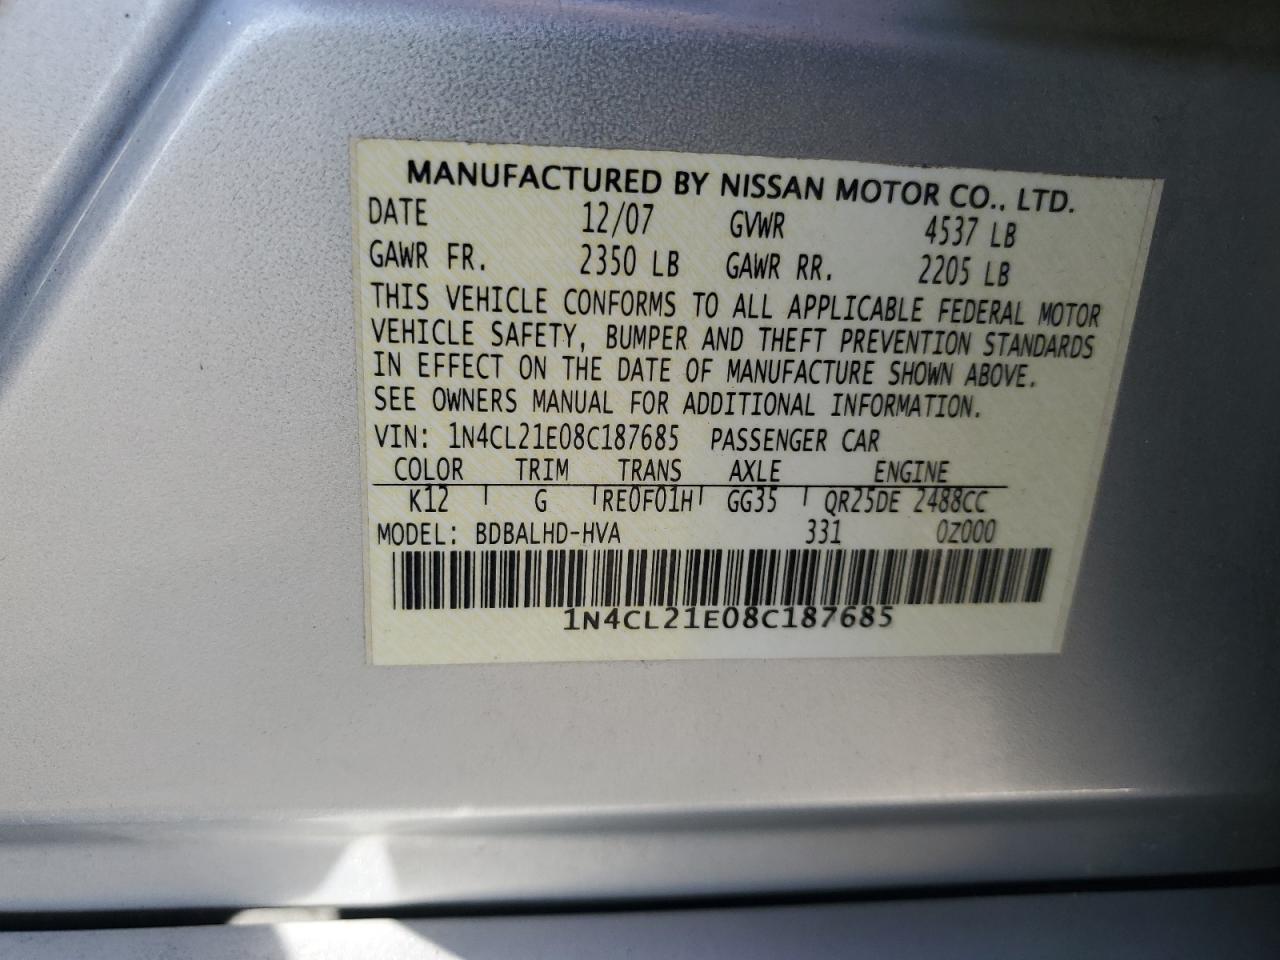 MANUFACTURED BY NISSAN MOTOR CO., LTD.
DATE 12/07 GVWR 4537 LB
GAWR FR. 2350 LB GAWR RR. 2205 LB
THIS VEHICLE CONFORMS TO ALL APPLICABLE FEDERAL MOTOR
VEHICLE SAFETY, BUMPER AND THEFT PREVENTION STANDARDS
IN EFFECT ON THE DATE OF MANUFACTURE SHOWN ABOVE.
SEE OWNERS MANUAL FOR ADDITIONAL INFORMATION.
VIN: 1N4CL21E08C187685 PASSENGER CAR
COLOR TRIM TRANS AXLE ENGINE
K12 G RE0F01H GG35 QR25DE 2488CC
MODEL: BDBALHD-HVA 331 0Z000
1N4CL21E08C187685